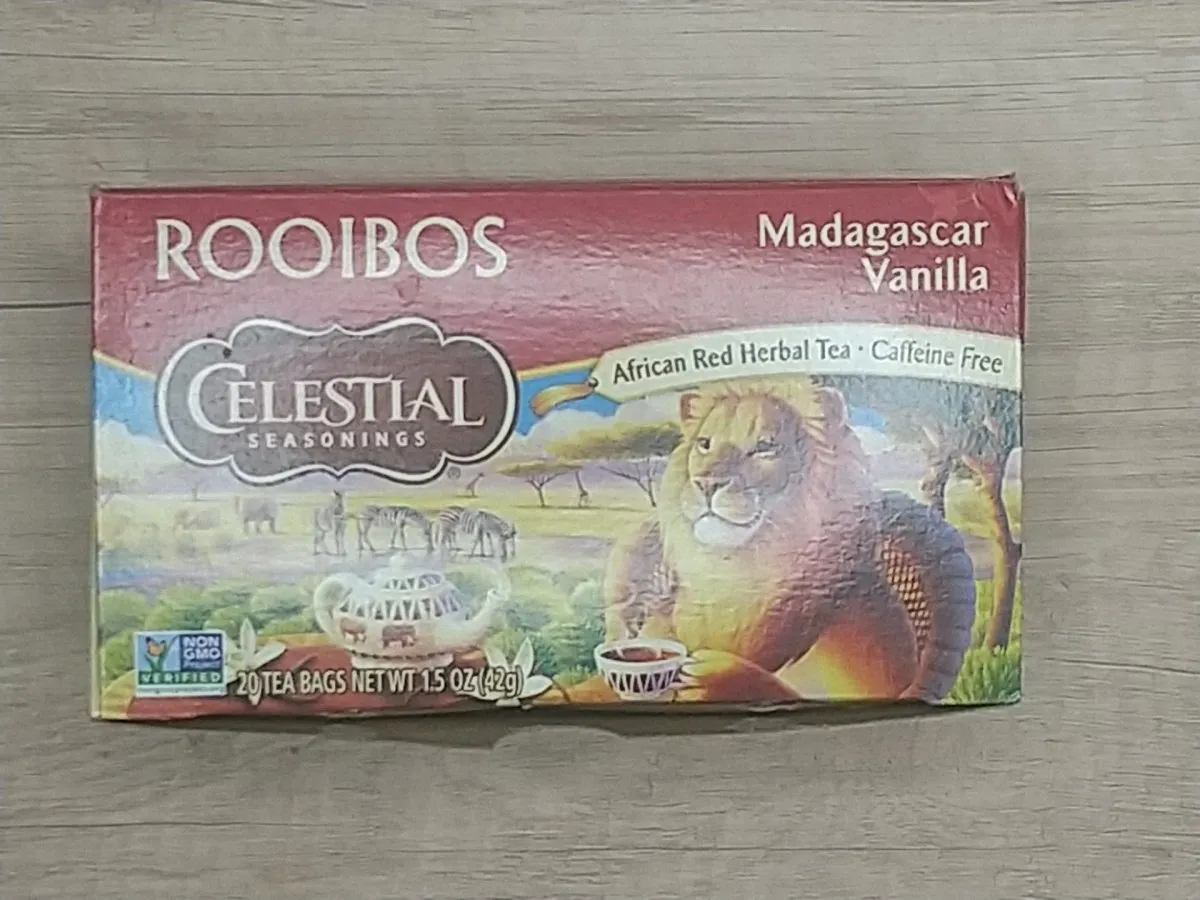 ROOIBOS
Madagascar
Vanilla
African Red Herbal Tea · Caffeine Free
CELESTIAL
SEASONINGS
®
NON
GMO
Project
VERIFIED
20 TEA BAGS NET WT 1.5 OZ (42g)